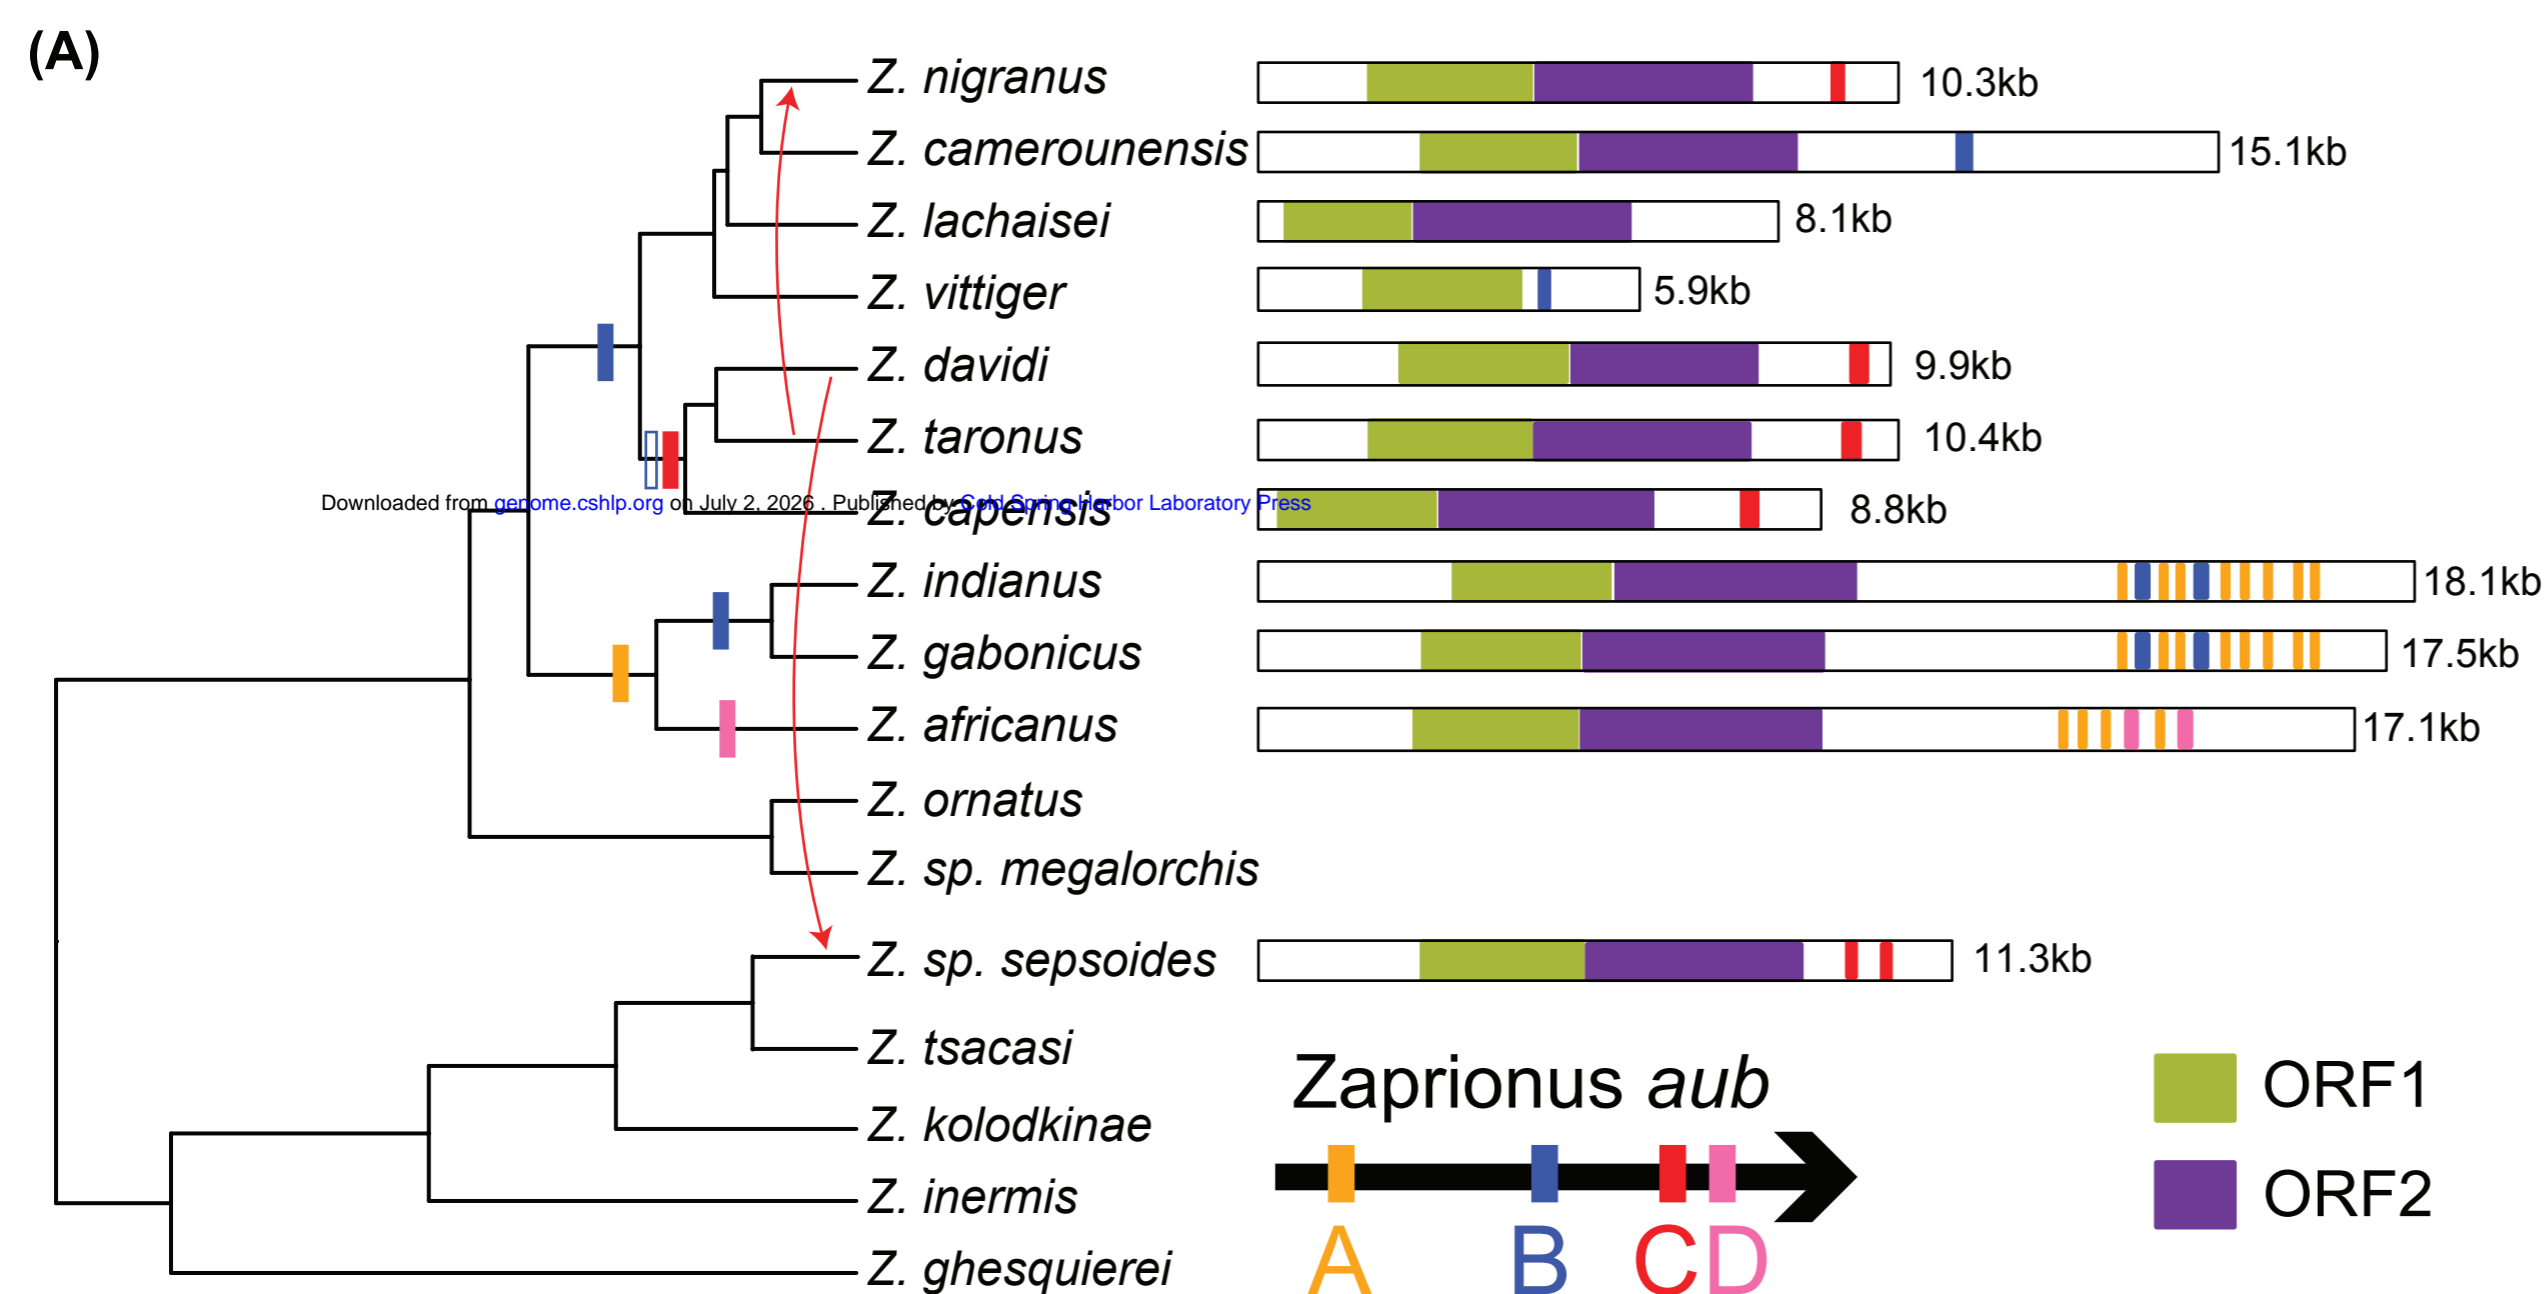 (A)
Z. nigranus 10.3kb
Z. camerounensis 15.1kb
Z. lachaisei 8.1kb
Z. vittiger 5.9kb
Z. davidi 9.9kb
Z. taronus 10.4kb
Downloaded from genome.cshlp.org on July 2, 2026 . Published by Cold Spring Harbor Laboratory Press
Z. capensis 8.8kb
Z. indianus 18.1kb
Z. gabonicus 17.5kb
Z. africanus 17.1kb
Z. ornatus
Z. sp. megalorchis
Z. sp. sepsoides 11.3kb
Z. tsacasi
Z. kolodkinae
Z. inermis
Z. ghesquierei
Zaprionus aub
A B C D
ORF1
ORF2